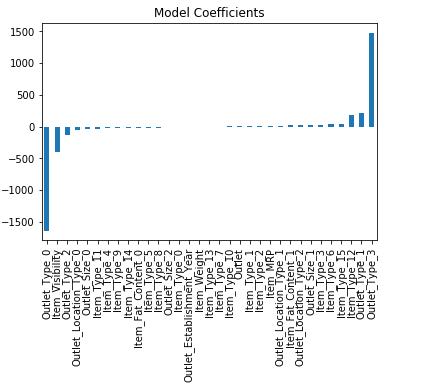 Model Coefficients
1500
1000
500
0
−500
−1000
−1500
Outlet_Type_0
Item_Visibility
Outlet_Type_2
Outlet_Location_Type_0
Outlet_Size_0
Item_Type_11
Item_Type_4
Item_Type_9
Item_Type_14
Item_Fat_Content_0
Item_Type_5
Item_Type_8
Outlet_Size_2
Item_Type_0
Outlet_Establishment_Year
Item_Weight
Item_Type_13
Item_Type_7
Item_Type_10
Outlet
Item_Type_1
Item_Type_2
Item_MRP
Outlet_Location_Type_1
Item_Fat_Content_1
Outlet_Location_Type_2
Outlet_Size_1
Item_Type_3
Item_Type_6
Item_Type_15
Item_Type_12
Outlet_Type_1
Outlet_Type_3